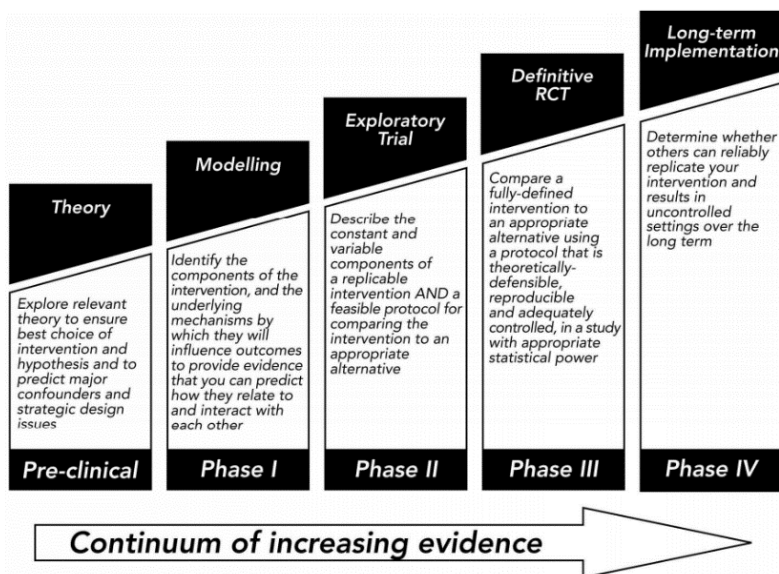 Theory
Explore relevant
theory to ensure
best choice of
intervention and
hypothesis and to
predict major
confounders and
strategic design
issues
Pre-clinical
Modelling
Identify the
components of the
intervention, and the
underlying
mechanisms by
which they will
influence outcomes
to provide evidence
that you can predict
how they relate to
and interact with
each other
Phase I
Exploratory
Trial
Describe the
constant and
variable
components of
a replicable
intervention AND a
feasible protocol for
comparing the
intervention to an
appropriate
alternative
Phase II
Definitive
RCT
Compare a
fully-defined
intervention to
an appropriate
alternative using
a protocol that is
theoretically-
defensible,
reproducible
and adequately
controlled, in a study
with appropriate
statistical power
Phase III
Long-term
Implementation
Determine whether
others can reliably
replicate your
intervention and
results in
uncontrolled
settings over the
long term
Phase IV
Continuum of increasing evidence